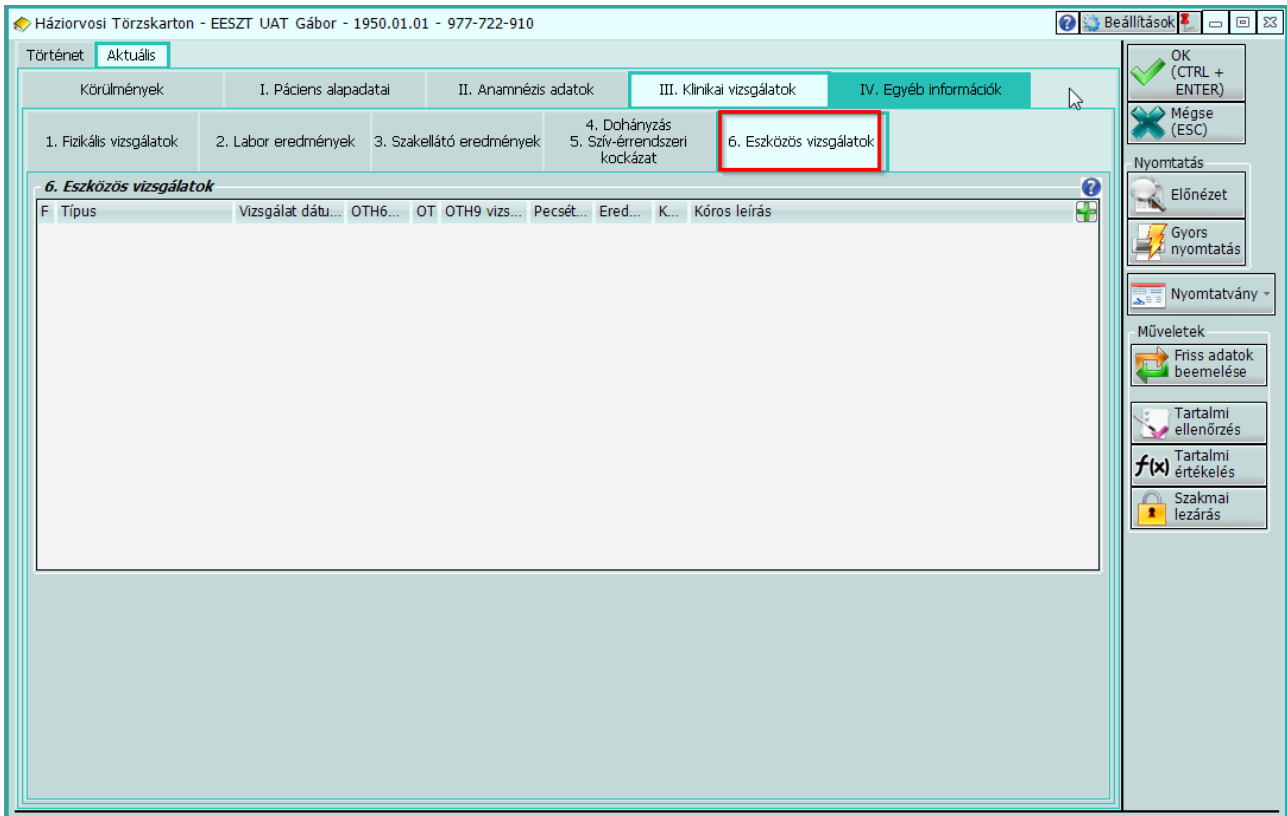 Háziorvosi Törzskarton - EESZT UAT Gábor - 1950.01.01 - 977-722-910
Beállítások
Történet Aktuális
Körülmények I. Páciens alapadatai II. Anamnézis adatok III. Klinikai vizsgálatok IV. Egyéb információk
1. Fizikális vizsgálatok 2. Labor eredmények 3. Szakellátó eredmények
4. Dohányzás
5. Szív-érrendszeri
kockázat
6. Eszközös vizsgálatok
6. Eszközös vizsgálatok
F Típus Vizsgálat dátu... OTH6... OT OTH9 vizs... Pecsét... Ered... K... Kóros leírás
OK
(CTRL +
ENTER)
Mégse
(ESC)
Nyomtatás
Előnézet
Gyors
nyomtatás
Nyomtatvány
Műveletek
Friss adatok
beemelése
Tartalmi
ellenőrzés
f(x) Tartalmi
értékelés
Szakmai
lezárás